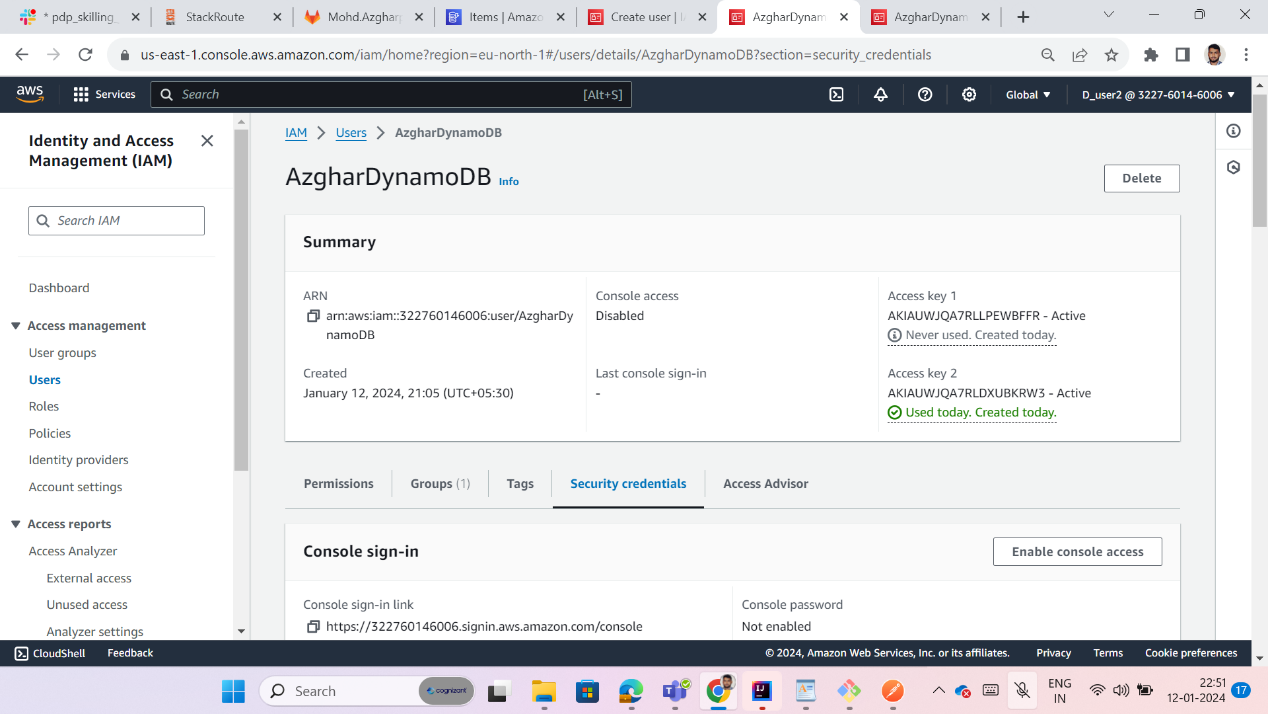 * pdp_skilling_
StackRoute
Mohd.Azgharp
Items | Amazo
Create user | I
AzgharDynam
AzgharDynam
us-east-1.console.aws.amazon.com/iam/home?region=eu-north-1#/users/details/AzgharDynamoDB?section=security_credentials
aws
Services
Search
[Alt+S]
Global
D_user2 @ 3227-6014-6006
Identity and Access
Management (IAM)
Search IAM
Dashboard
Access management
User groups
Users
Roles
Policies
Identity providers
Account settings
Access reports
Access Analyzer
External access
Unused access
Analyzer settings
IAM
Users
AzgharDynamoDB
AzgharDynamoDB Info
Delete
Summary
ARN
arn:aws:iam::322760146006:user/AzgharDy
namoDB
Console access
Disabled
Access key 1
AKIAUWJQA7RLLPEWBFFR - Active
Never used. Created today.
Created
January 12, 2024, 21:05 (UTC+05:30)
Last console sign-in
-
Access key 2
AKIAUWJQA7RLDXUBKRW3 - Active
Used today. Created today.
Permissions
Groups (1)
Tags
Security credentials
Access Advisor
Console sign-in
Enable console access
Console sign-in link
https://322760146006.signin.aws.amazon.com/console
Console password
Not enabled
CloudShell
Feedback
© 2024, Amazon Web Services, Inc. or its affiliates.
Privacy
Terms
Cookie preferences
Search
cognizant
ENG
IN
22:51
12-01-2024
17